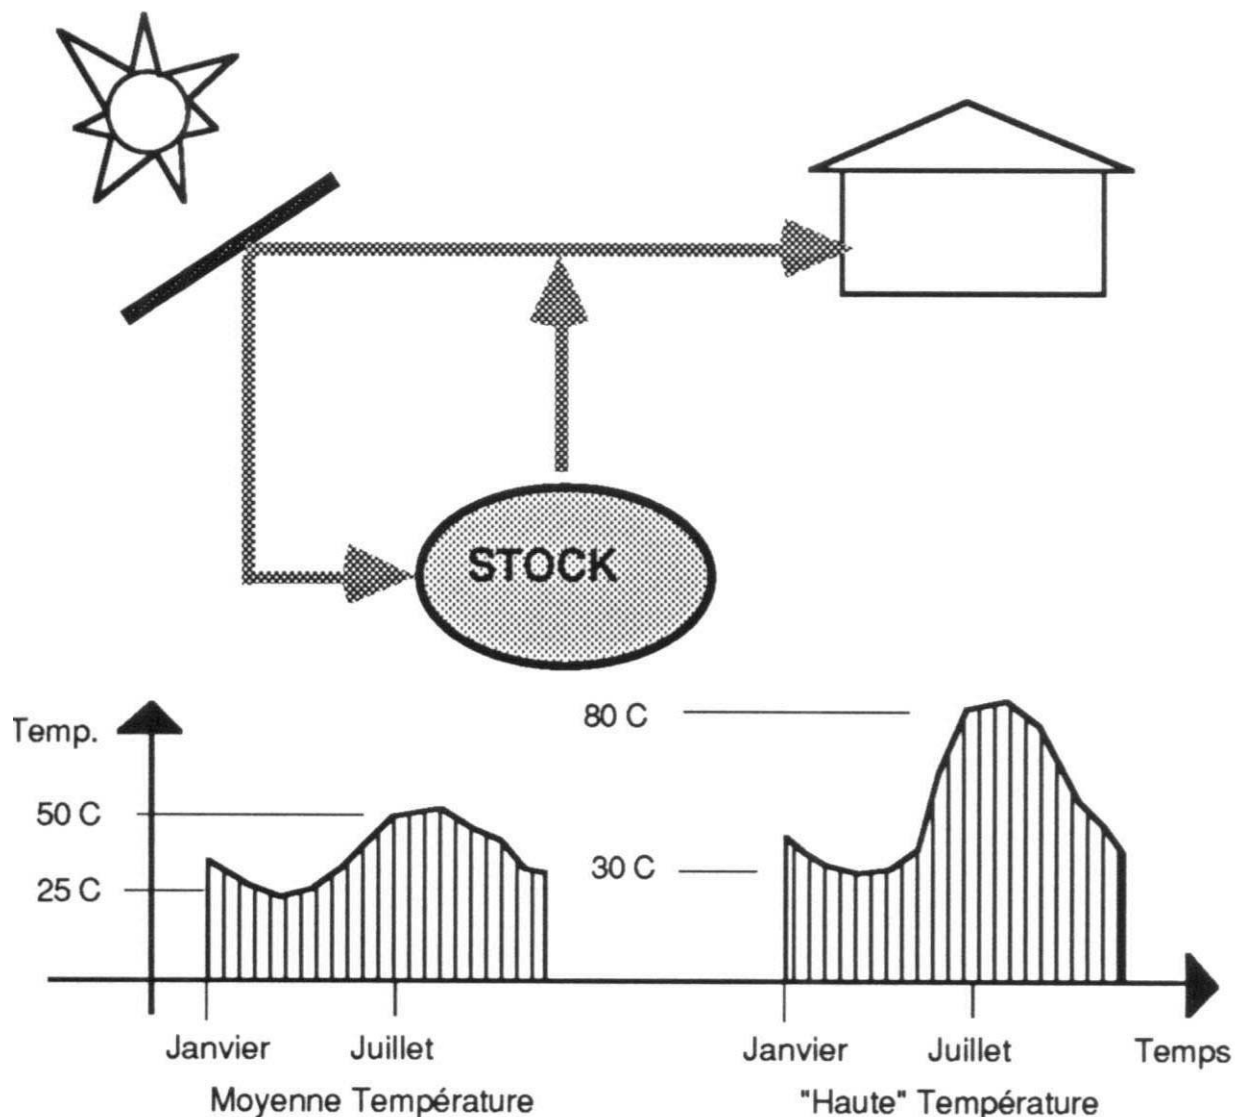 STOCK
Temp.
80 C
50 C
30 C
25 C
Janvier Juillet Janvier Juillet Temps
Moyenne Température "Haute" Température